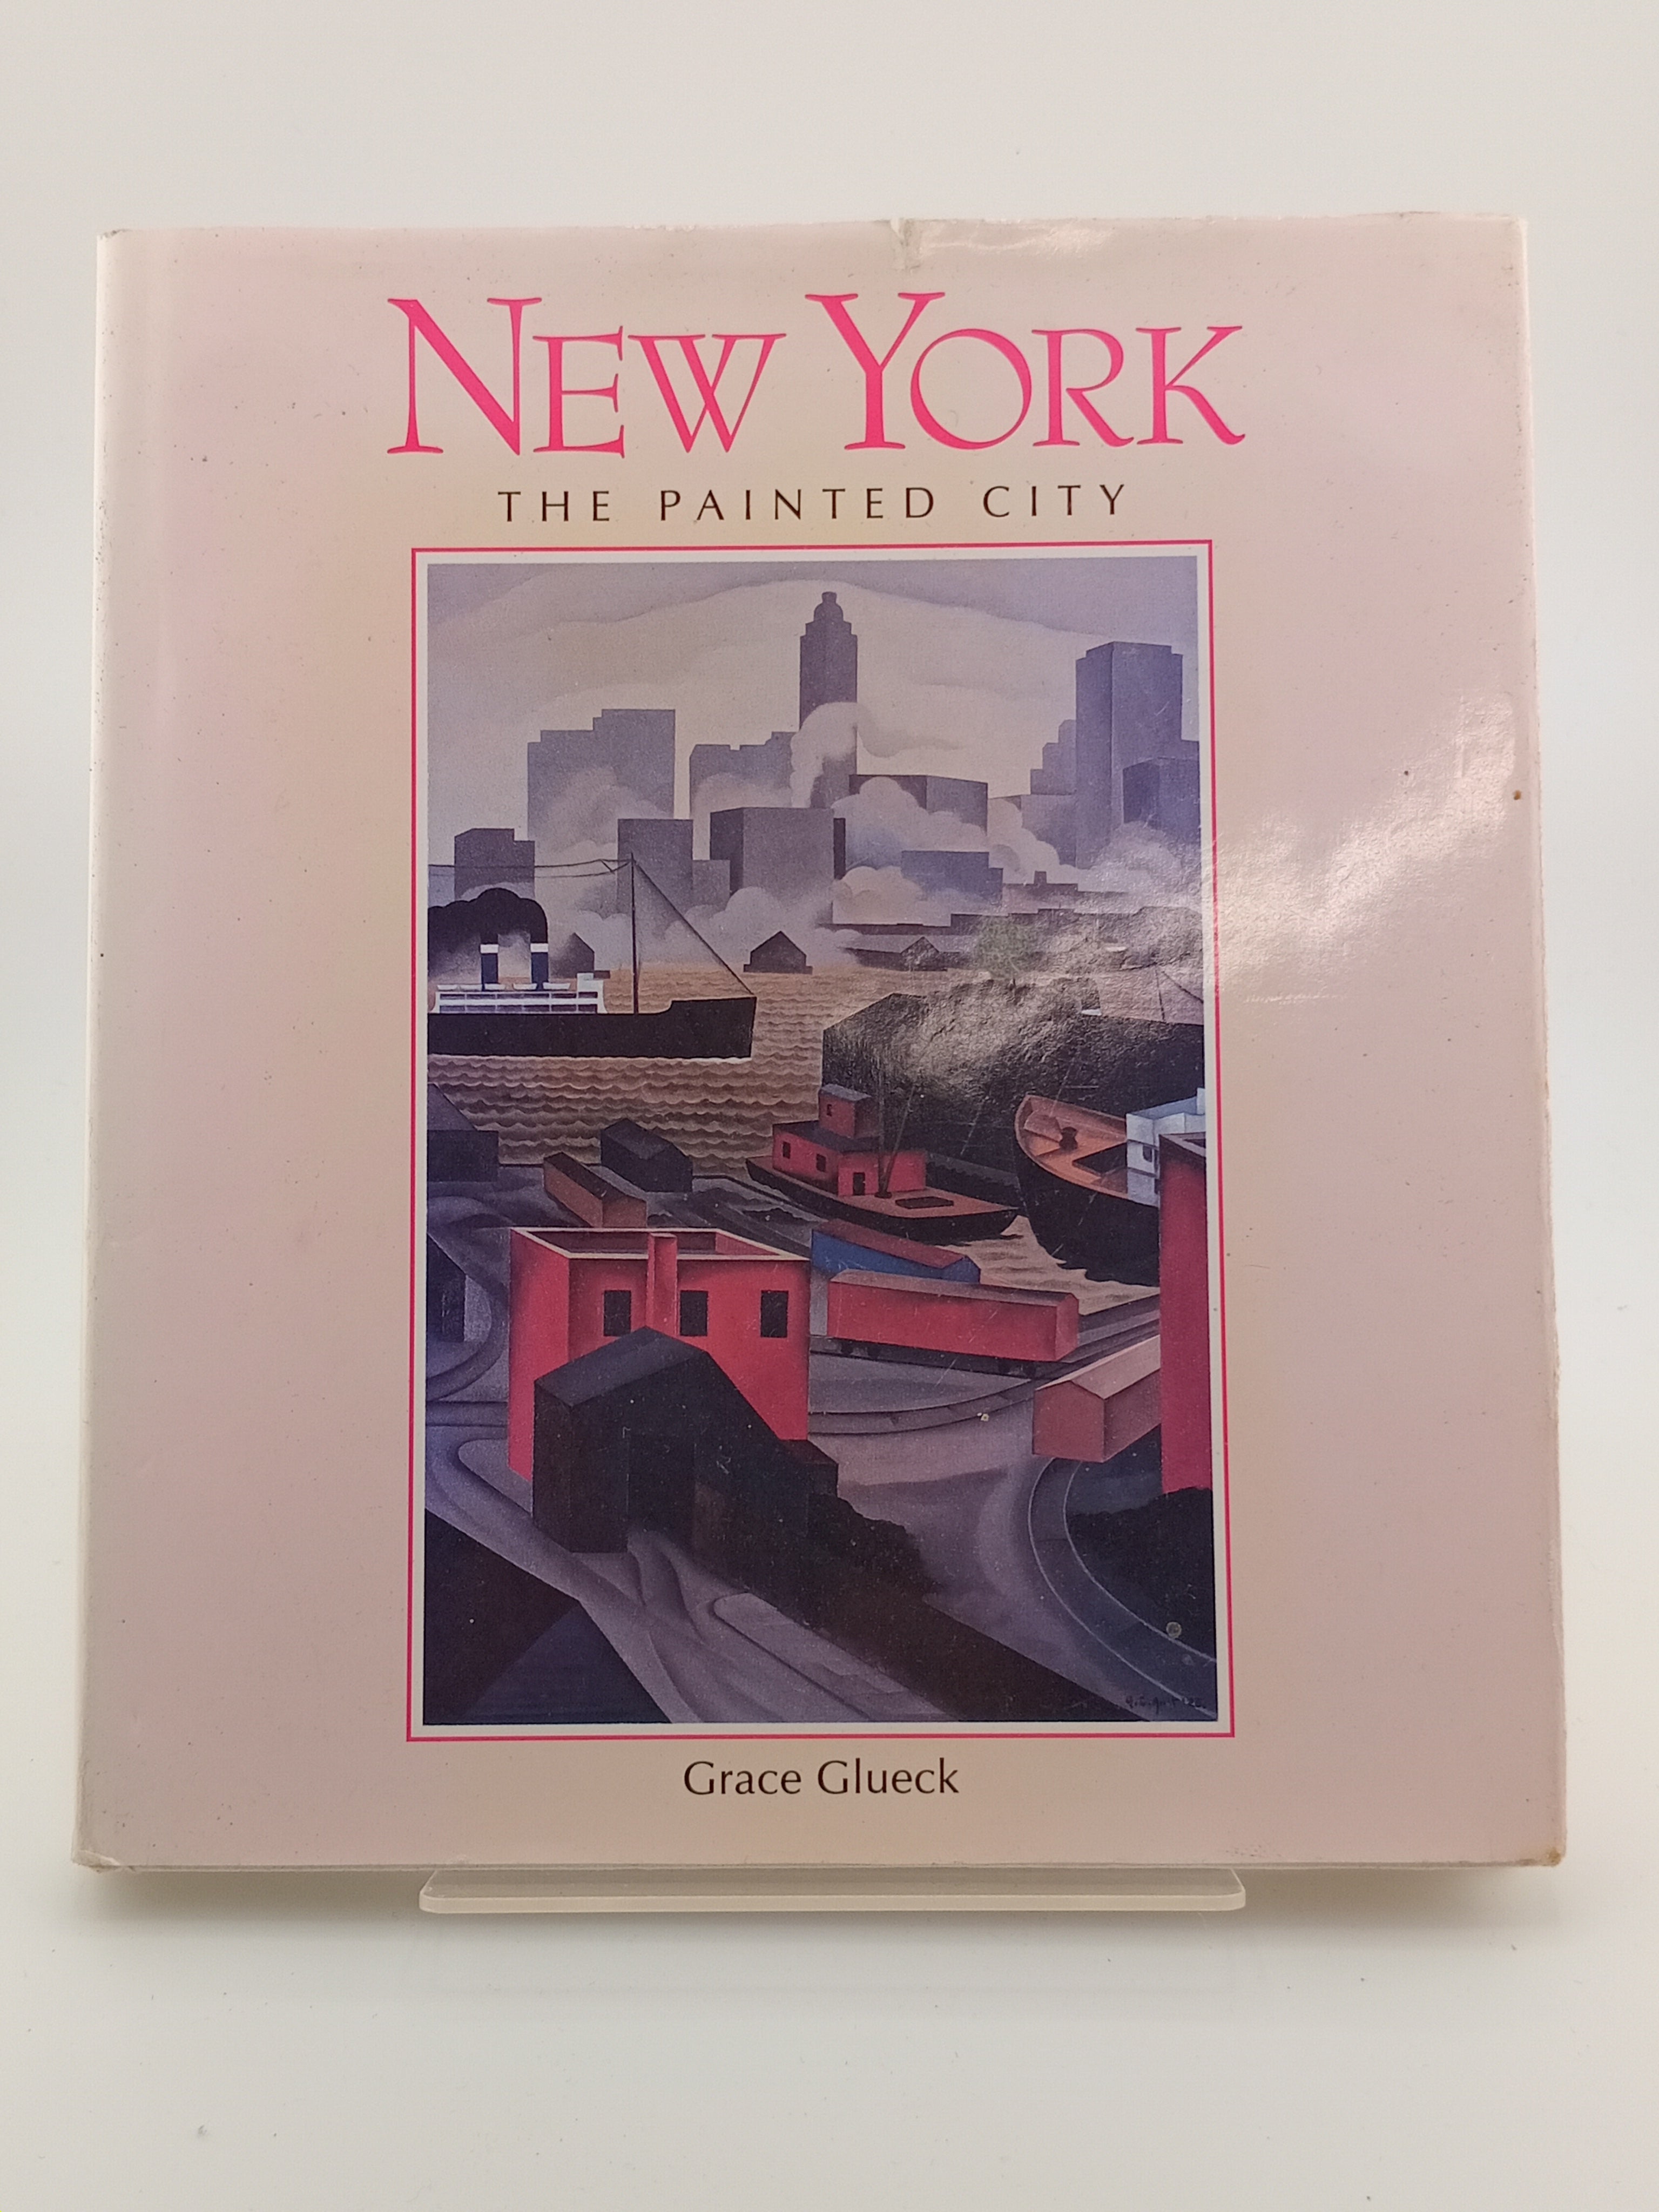 NEW YORK
THE PAINTED CITY
Grace Glueck